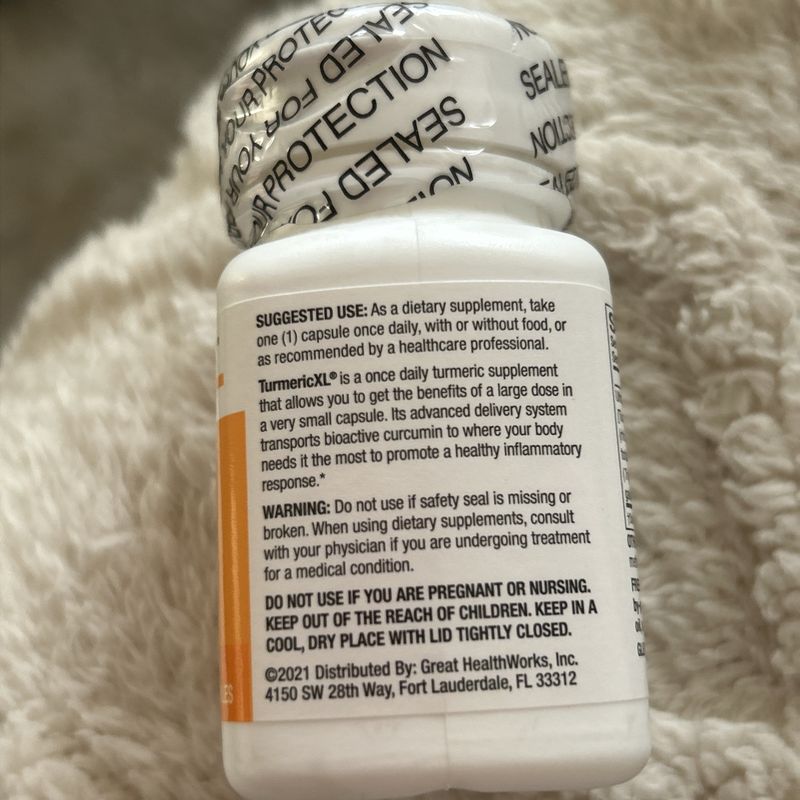 YOUR PROTEC
SEALED FOR YOUR
OUR PROTECTION
SEALED FOR
SEALE
CTION
SUGGESTED USE: As a dietary supplement, take
one (1) capsule once daily, with or without food, or
as recommended by a healthcare professional.
TurmericXL® is a once daily turmeric supplement
that allows you to get the benefits of a large dose in
a very small capsule. Its advanced delivery system
transports bioactive curcumin to where your body
needs it the most to promote a healthy inflammatory
response.*
WARNING: Do not use if safety seal is missing or
broken. When using dietary supplements, consult
with your physician if you are undergoing treatment
for a medical condition.
DO NOT USE IF YOU ARE PREGNANT OR NURSING.
KEEP OUT OF THE REACH OF CHILDREN. KEEP IN A
COOL, DRY PLACE WITH LID TIGHTLY CLOSED.
©2021 Distributed By: Great HealthWorks, Inc.
4150 SW 28th Way, Fort Lauderdale, FL 33312